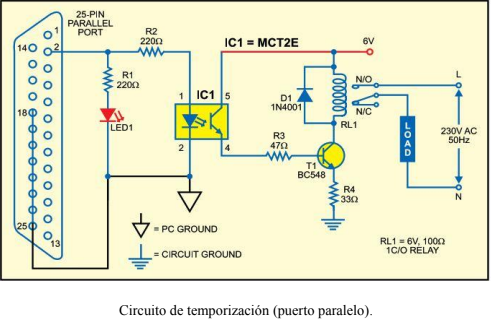 25-PIN
PARALLEL
PORT
1
14
2
18
25
13
R2
220Ω
R1
220Ω
LED1
IC1 = MCT2E
6V
IC1
1
5
2
4
D1
1N4001
RL1
N/O
N/C
L
LOAD
230V AC
50Hz
N
R3
47Ω
T1
BC548
R4
33Ω
= PC GROUND
= CIRCUIT GROUND
RL1 = 6V, 100Ω
1C/O RELAY
Circuito de temporización (puerto paralelo).